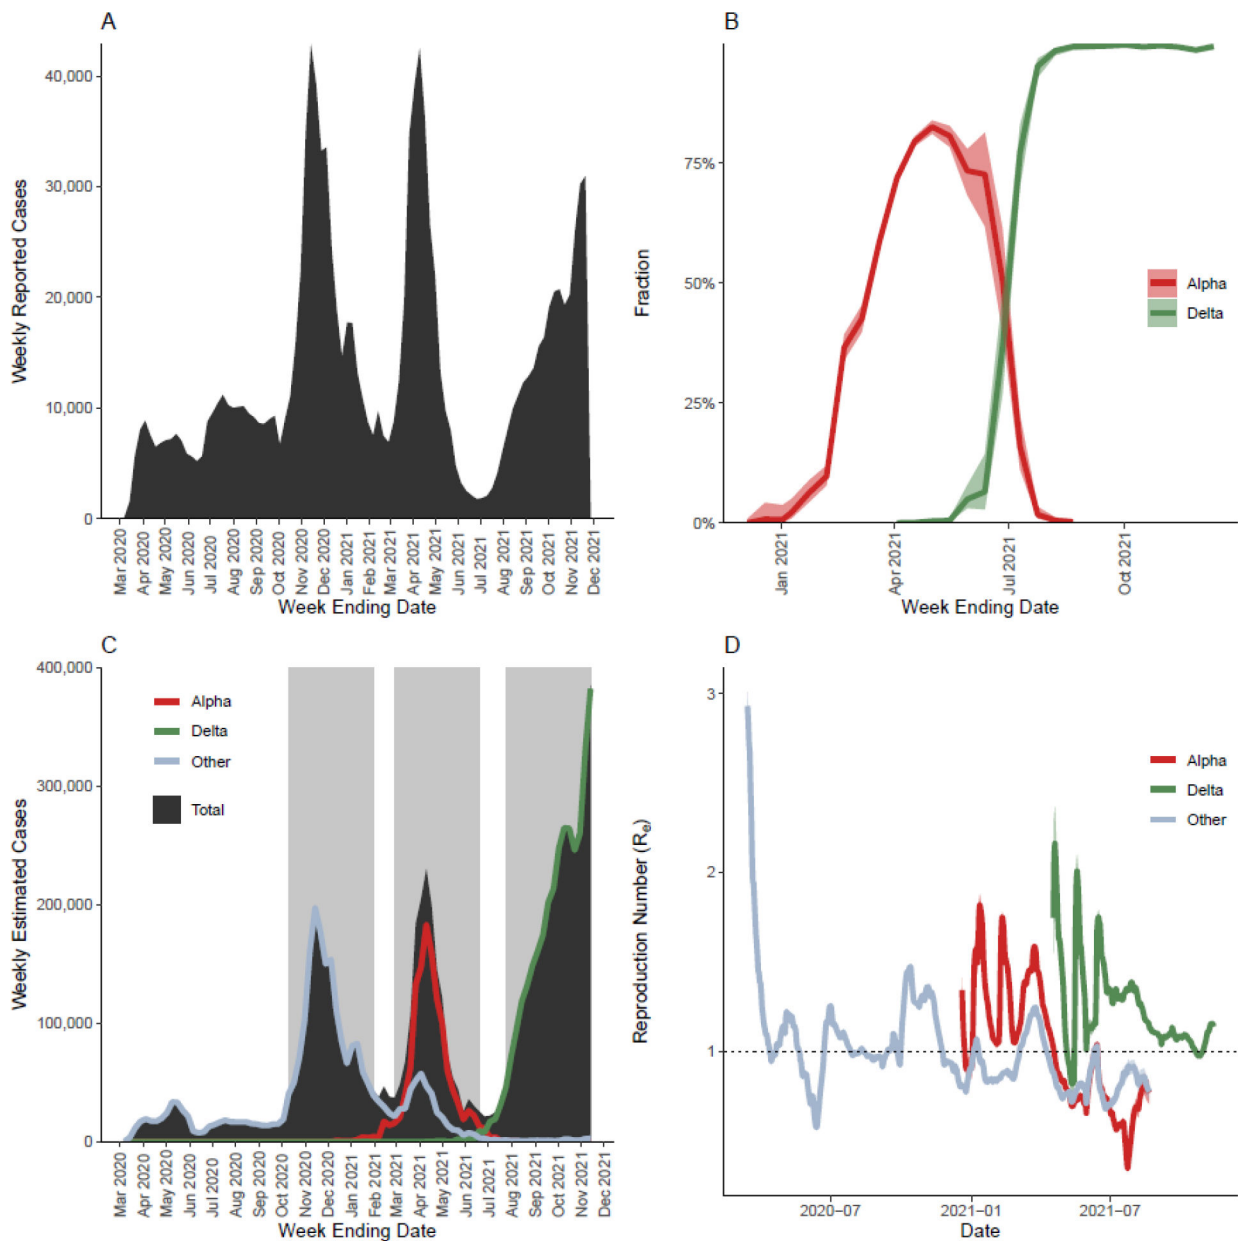 A
Weekly Reported Cases
40,000
30,000
20,000
10,000
0
Mar 2020
Apr 2020
May 2020
Jun 2020
Jul 2020
Aug 2020
Sep 2020
Oct 2020
Nov 2020
Dec 2020
Jan 2021
Feb 2021
Mar 2021
Apr 2021
May 2021
Jun 2021
Jul 2021
Aug 2021
Sep 2021
Oct 2021
Nov 2021
Dec 2021
Week Ending Date
B
Fraction
75%
50%
25%
0%
Alpha
Delta
Jan 2021
Apr 2021
Jul 2021
Oct 2021
Week Ending Date
C
Weekly Estimated Cases
400,000
300,000
200,000
100,000
0
Alpha
Delta
Other
Total
Mar 2020
Apr 2020
May 2020
Jun 2020
Jul 2020
Aug 2020
Sep 2020
Oct 2020
Nov 2020
Dec 2020
Jan 2021
Feb 2021
Mar 2021
Apr 2021
May 2021
Jun 2021
Jul 2021
Aug 2021
Sep 2021
Oct 2021
Nov 2021
Dec 2021
Week Ending Date
D
Reproduction Number (Re)
3
2
1
Alpha
Delta
Other
2020−07
2021−01
2021−07
Date